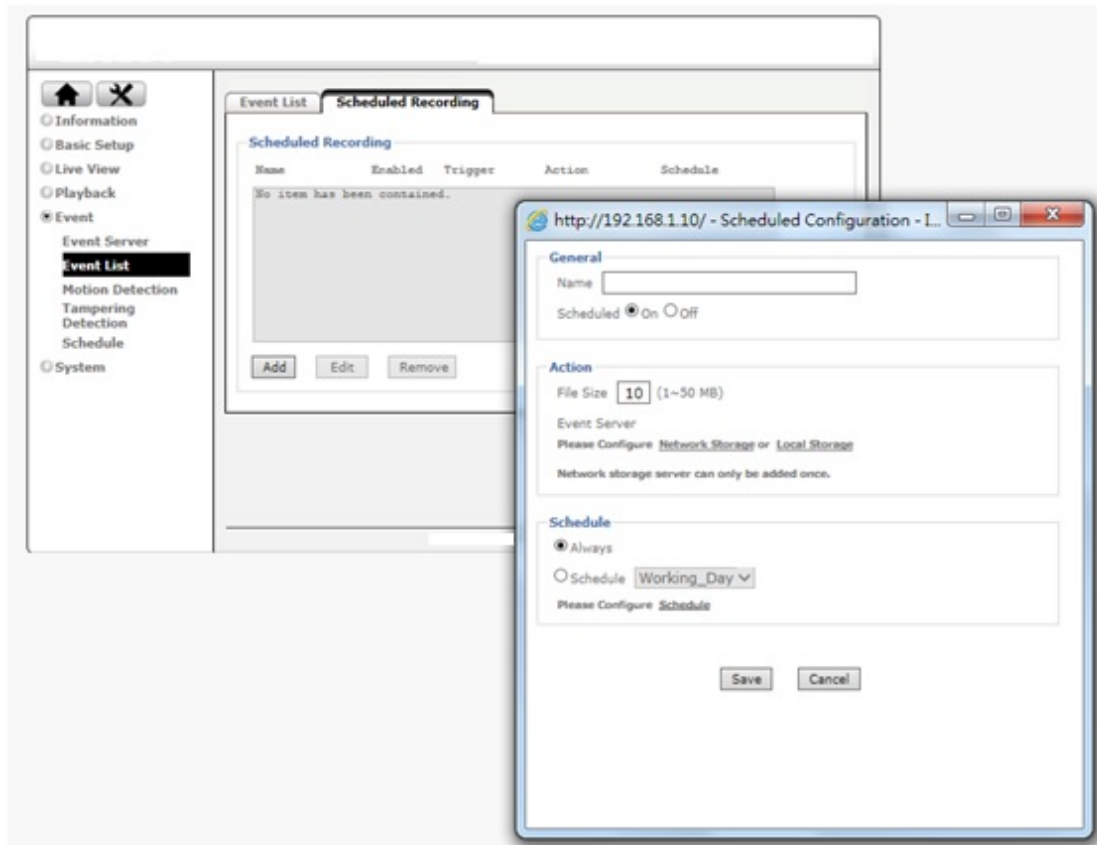 Information
Basic Setup
Live View
Playback
Event
Event Server
Event List
Motion Detection
Tampering
Detection
Schedule
System
Event List Scheduled Recording
Scheduled Recording
Name Enabled Trigger Action Schedule
No item has been contained.
Add Edit Remove
http://192.168.1.10/ - Scheduled Configuration - I...
General
Name
Scheduled On Off
Action
File Size 10 (1~50 MB)
Event Server
Please Configure Network Storage or Local Storage
Network storage server can only be added once.
Schedule
Always
Schedule Working_Day
Please Configure Schedule
Save Cancel